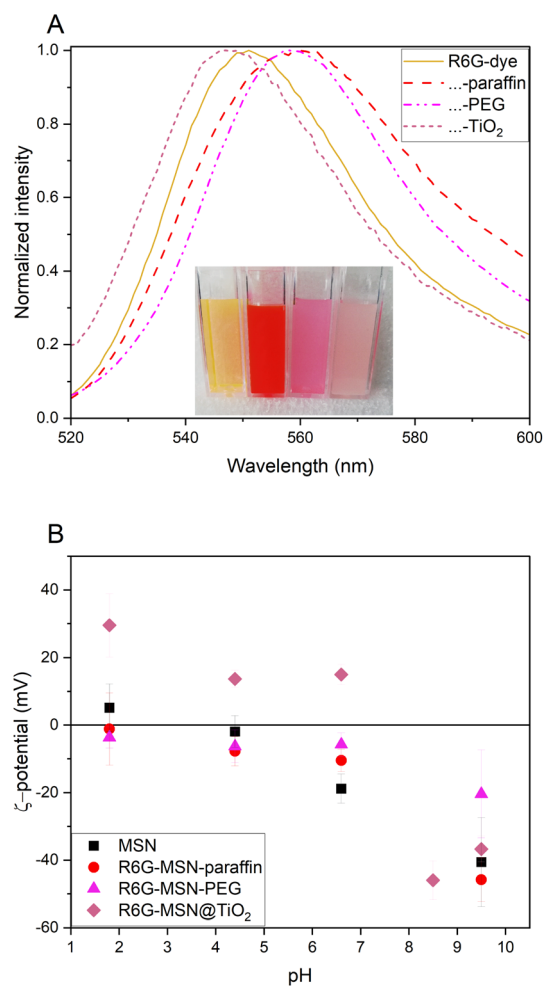 A
1.0
0.8
0.6
0.4
0.2
0.0
Normalized intensity
R6G-dye
...-paraffin
...-PEG
...-TiO₂
520 540 560 580 600
Wavelength (nm)
B
40
20
0
-20
-40
-60
ζ-potential (mV)
MSN
R6G-MSN-paraffin
R6G-MSN-PEG
R6G-MSN@TiO₂
1 2 3 4 5 6 7 8 9 10
pH